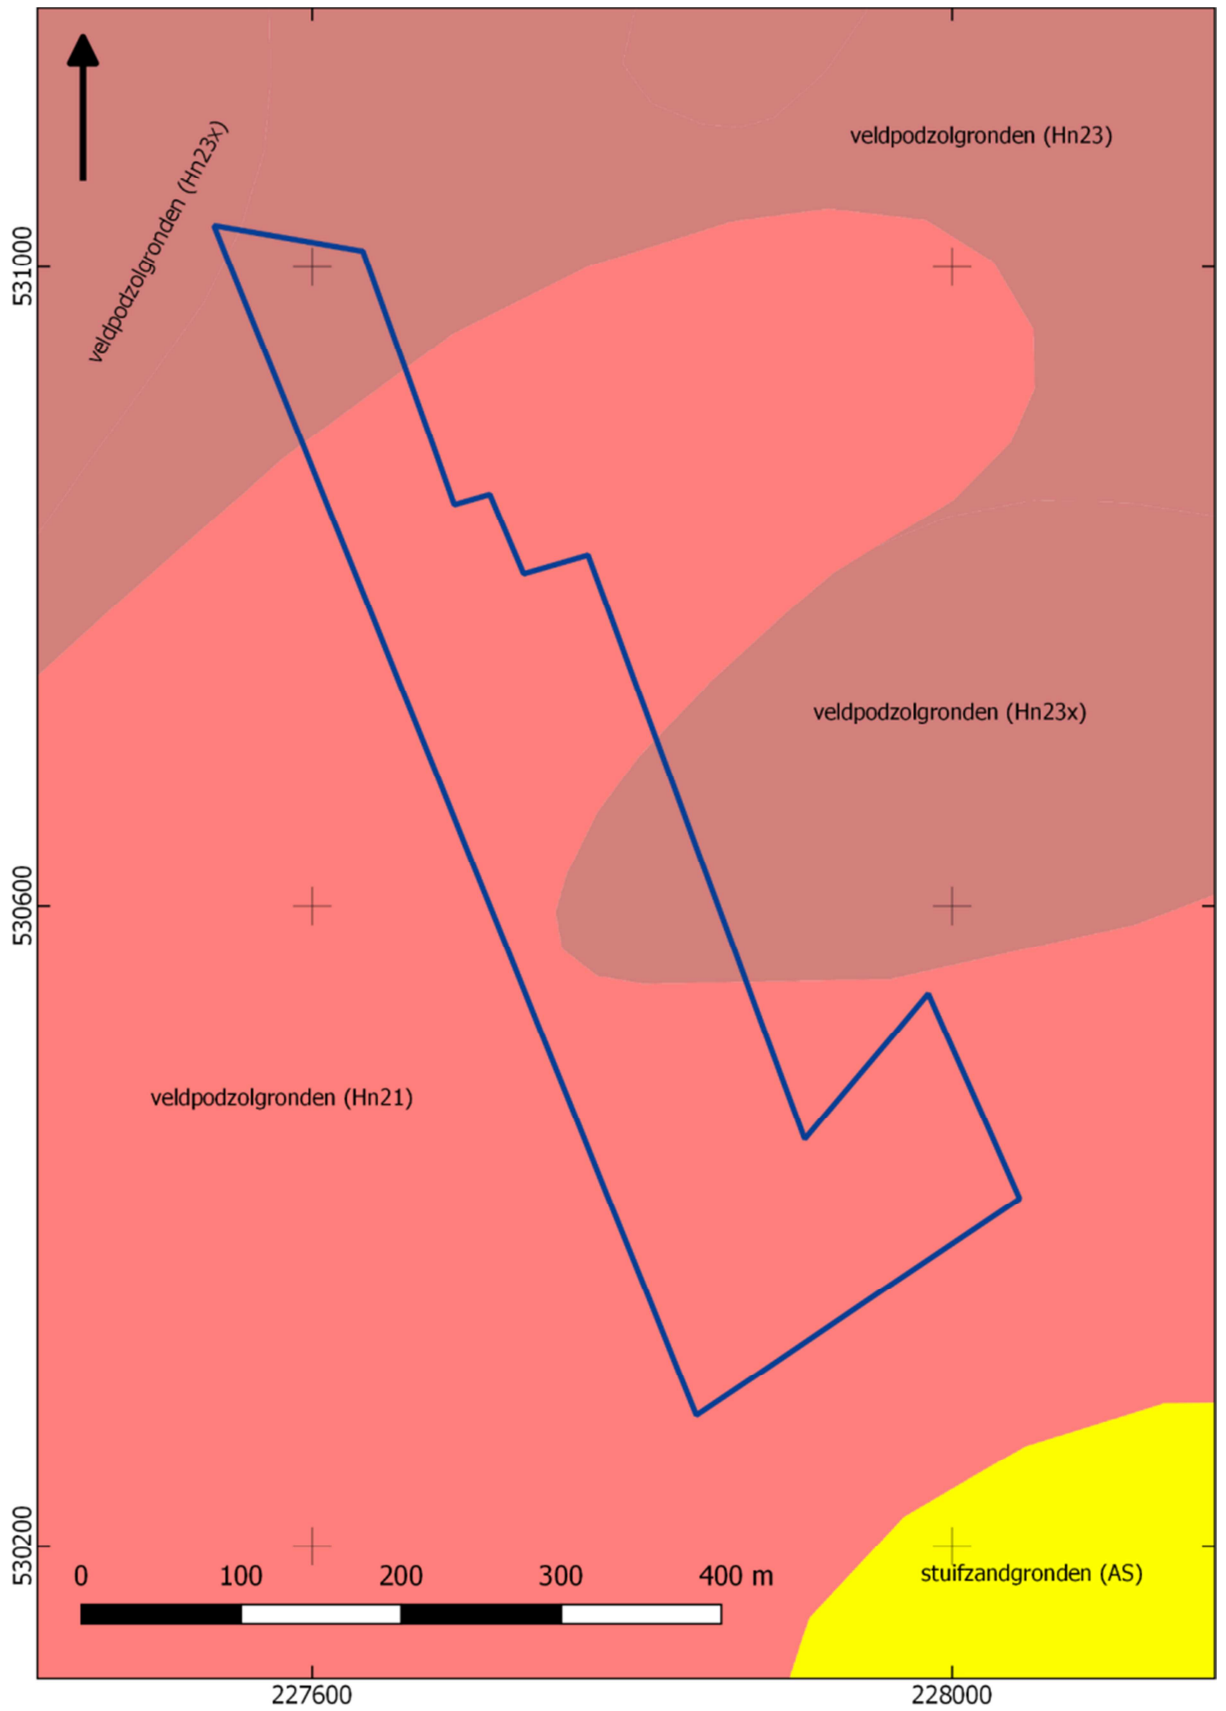 veldpodzolgronden (Hn23)
veldpodzolgronden (Hn23x)
531000
veldpodzolgronden (Hn23x)
530600
veldpodzolgronden (Hn21)
530200
0 100 200 300 400 m
stuifzandgronden (AS)
227600 228000